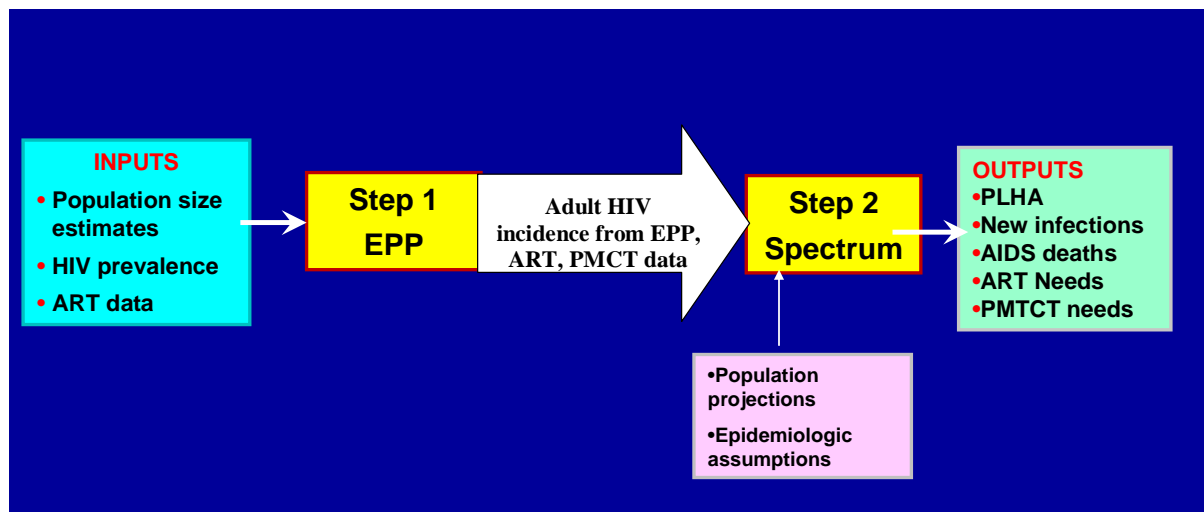 INPUTS
• Population size
estimates
• HIV prevalence
• ART data
Step 1
EPP
Adult HIV
incidence from EPP,
ART, PMCT data
Step 2
Spectrum
•Population
projections
•Epidemiologic
assumptions
OUTPUTS
•PLHA
•New infections
•AIDS deaths
•ART Needs
•PMTCT needs